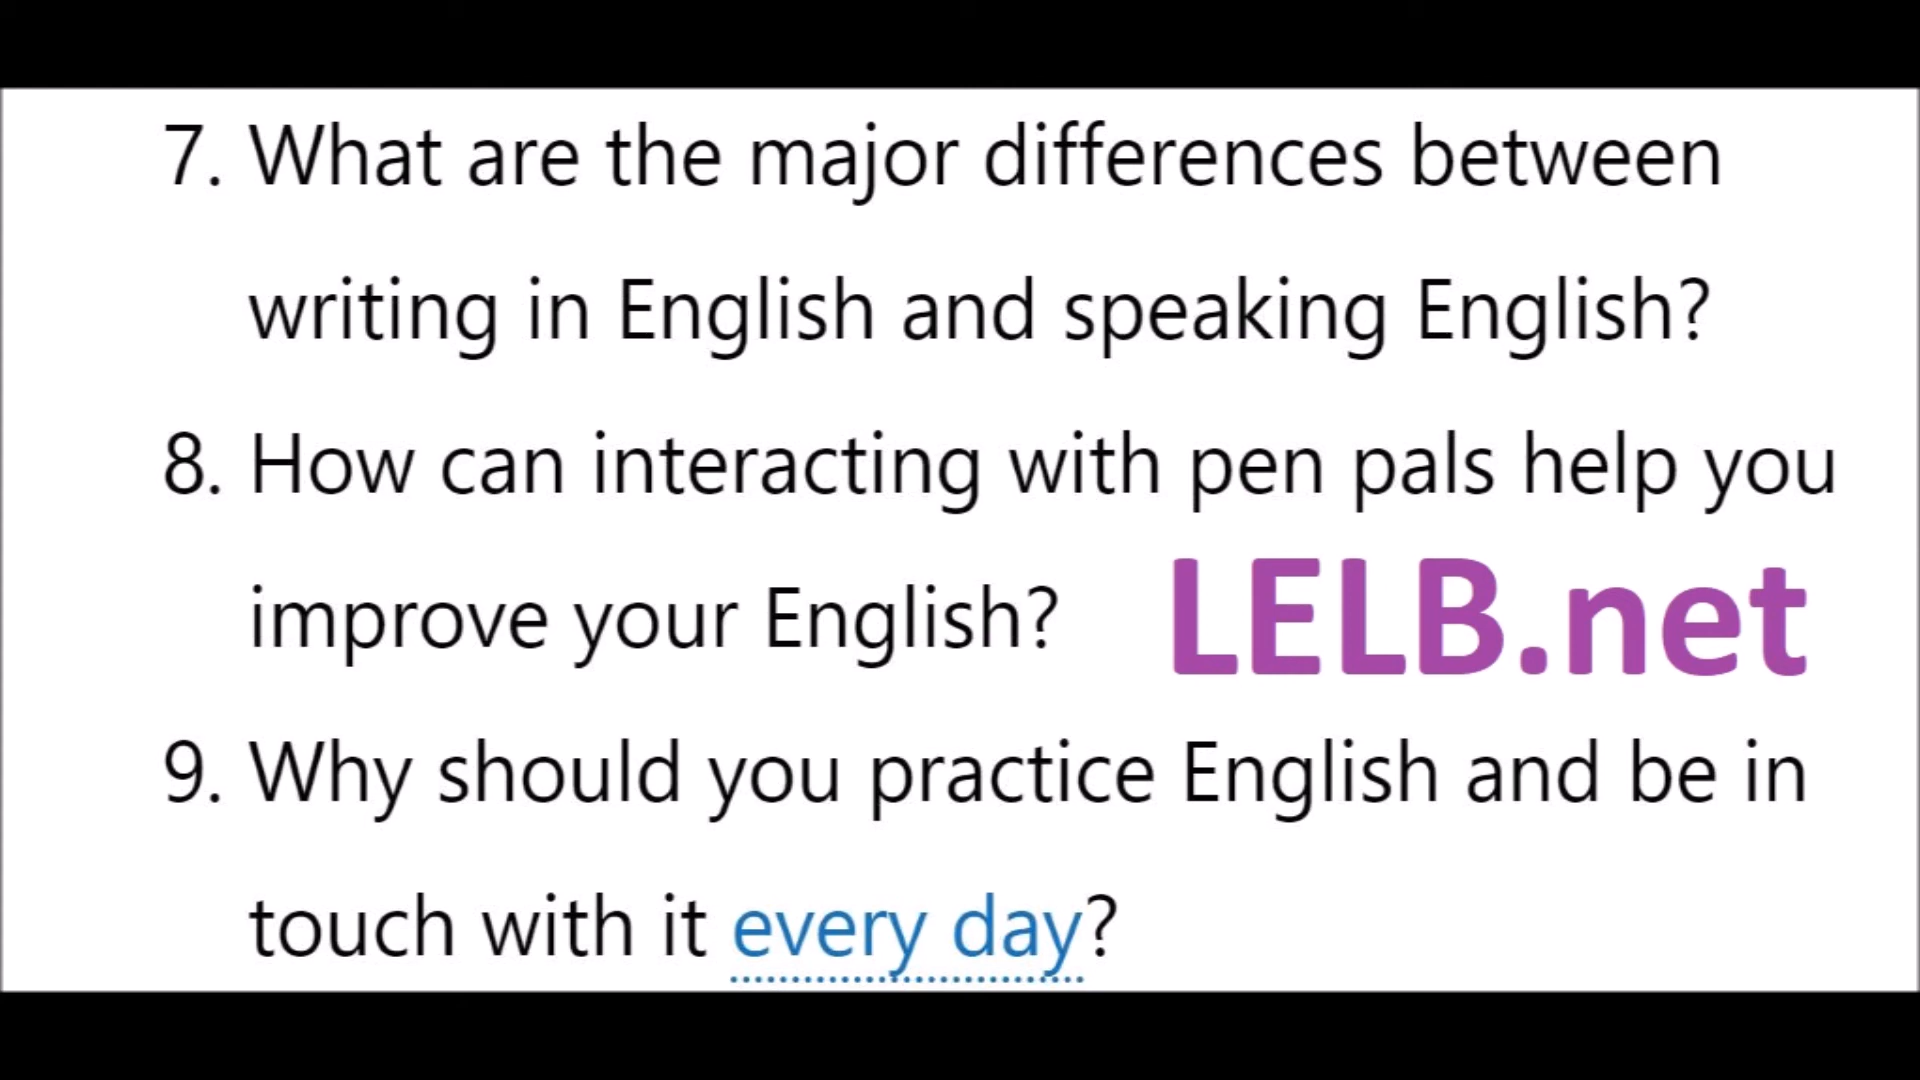 7. What are the major differences between
writing in English and speaking English?
8. How can interacting with pen pals help you
improve your English?
LELB.net
9. Why should you practice English and be in
touch with it every day?